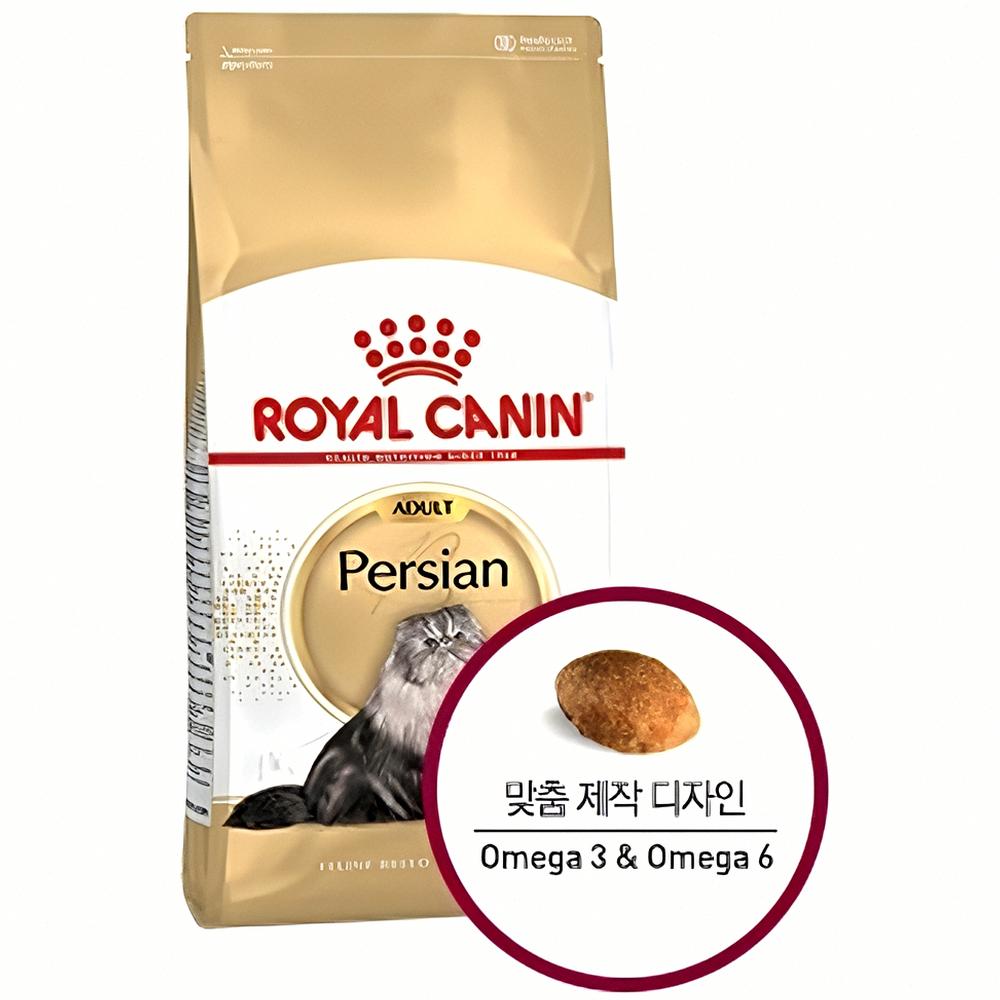 ROYAL CANIN
ADULT
Persian
맞춤 제작 디자인
Omega 3 & Omega 6